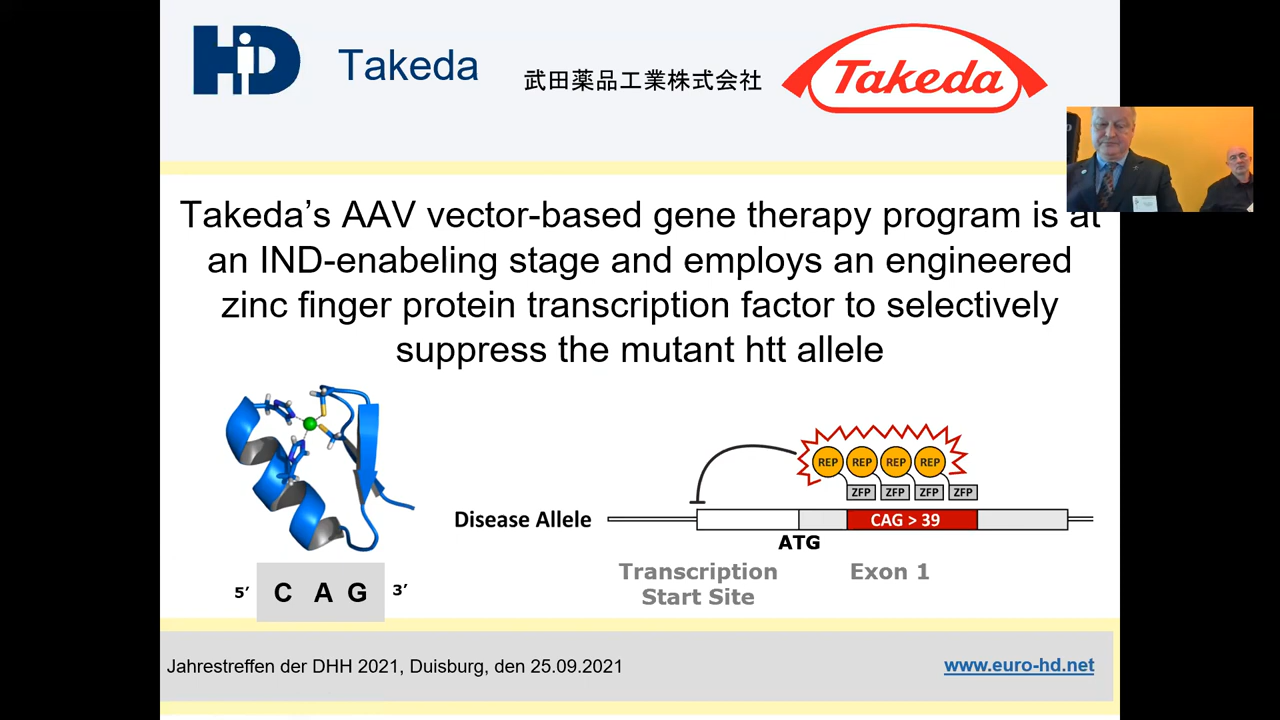 HD
Takeda
武田薬品工業株式会社
Takeda
Takeda’s AAV vector-based gene therapy program is at
an IND-enabeling stage and employs an engineered
zinc finger protein transcription factor to selectively
suppress the mutant htt allele
REP REP REP REP
ZFP ZFP ZFP ZFP
Disease Allele
CAG > 39
ATG
Transcription
Start Site
Exon 1
5′ C A G 3′
Jahrestreffen der DHH 2021, Duisburg, den 25.09.2021
www.euro-hd.net